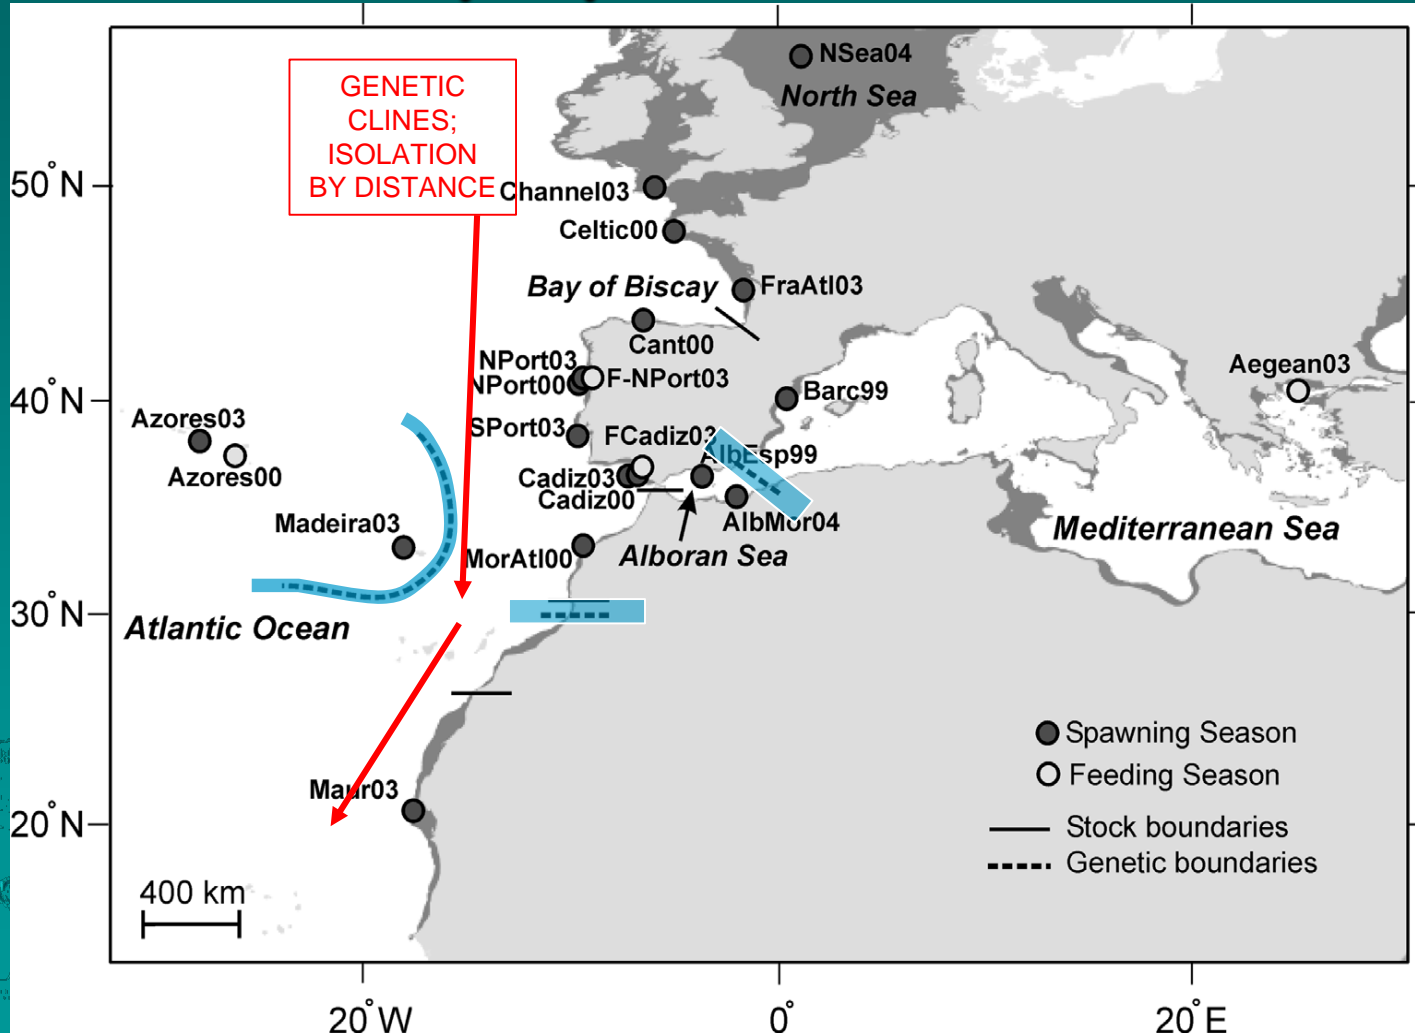 GENETIC
CLINES;
ISOLATION
BY DISTANCE
NSea04
North Sea
50°N
Channel03
Celtic00
Bay of Biscay
FraAtl03
Cant00
NPort03
NPort00
F-NPort03
Aegean03
40°N
Barc99
Azores03
SPort03
FCadiz03
AlbEsp99
Azores00
Cadiz03
Cadiz00
Madeira03
AlbMor04
Mediterranean Sea
MorAtl00
Alboran Sea
30°N
Atlantic Ocean
Spawning Season
Feeding Season
Maur03
20°N
Stock boundaries
Genetic boundaries
400 km
20°W
0°
20°E